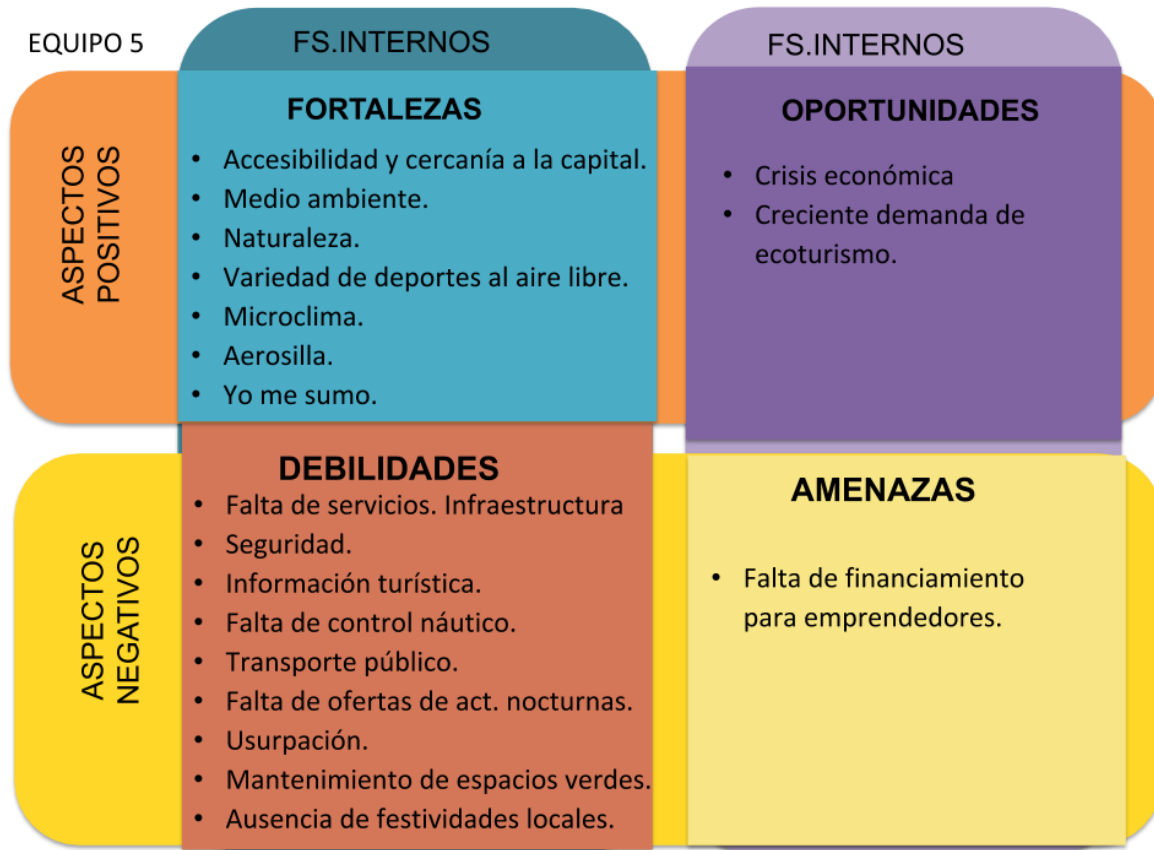 EQUIPO 5
FS.INTERNOS
FS.INTERNOS
ASPECTOS
POSITIVOS
FORTALEZAS
• Accesibilidad y cercanía a la capital.
• Medio ambiente.
• Naturaleza.
• Variedad de deportes al aire libre.
• Microclima.
• Aerosilla.
• Yo me sumo.
OPORTUNIDADES
• Crisis económica
• Creciente demanda de
ecoturismo.
ASPECTOS
NEGATIVOS
DEBILIDADES
• Falta de servicios. Infraestructura
• Seguridad.
• Información turística.
• Falta de control náutico.
• Transporte público.
• Falta de ofertas de act. nocturnas.
• Usurpación.
• Mantenimiento de espacios verdes.
• Ausencia de festividades locales.
AMENAZAS
• Falta de financiamiento
para emprendedores.